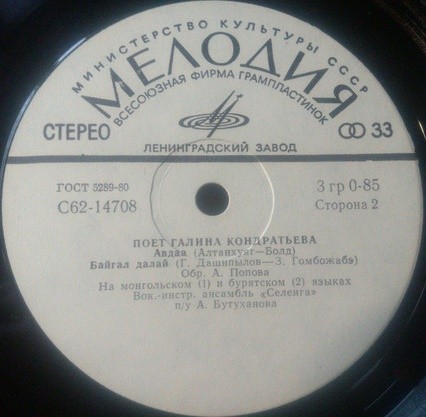 МИНИСТЕРСТВО КУЛЬТУРЫ СССР
МЕЛОДИЯ
ВСЕСОЮЗНАЯ ФИРМА ГРАМПЛАСТИНОК
СТЕРЕО
33
ЛЕНИНГРАДСКИЙ ЗАВОД
ГОСТ 5289-80
3 гр 0-85
С62-14708
Сторона 2
ПОЕТ ГАЛИНА КОНДРАТЬЕВА
Авдаа (Алтанхуяг—Болд)
Байгал далай (Г. Дашипылов—З. Гомбожабэ)
Обр. А. Попова
На монгольском (1) и бурятском (2) языках
Вок.-инстр. ансамбль «Селенга»
п/у А. Бутуханова